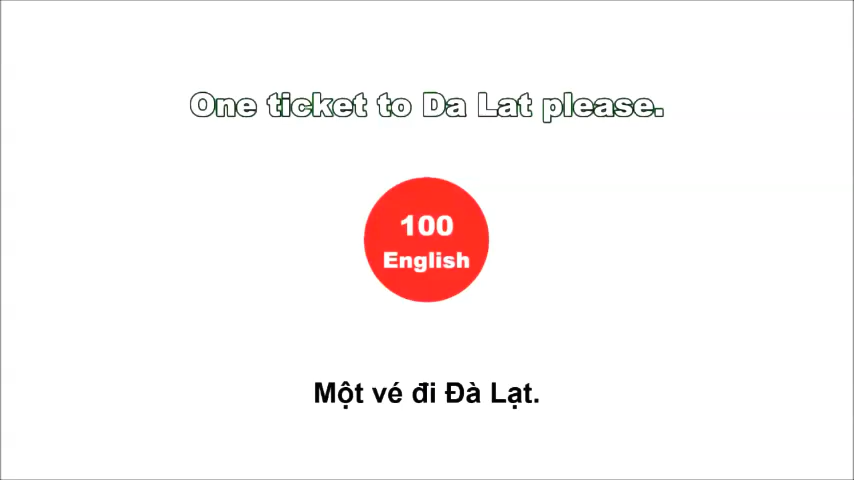 One ticket to Da Lat please.
100
English
Một vé đi Đà Lạt.